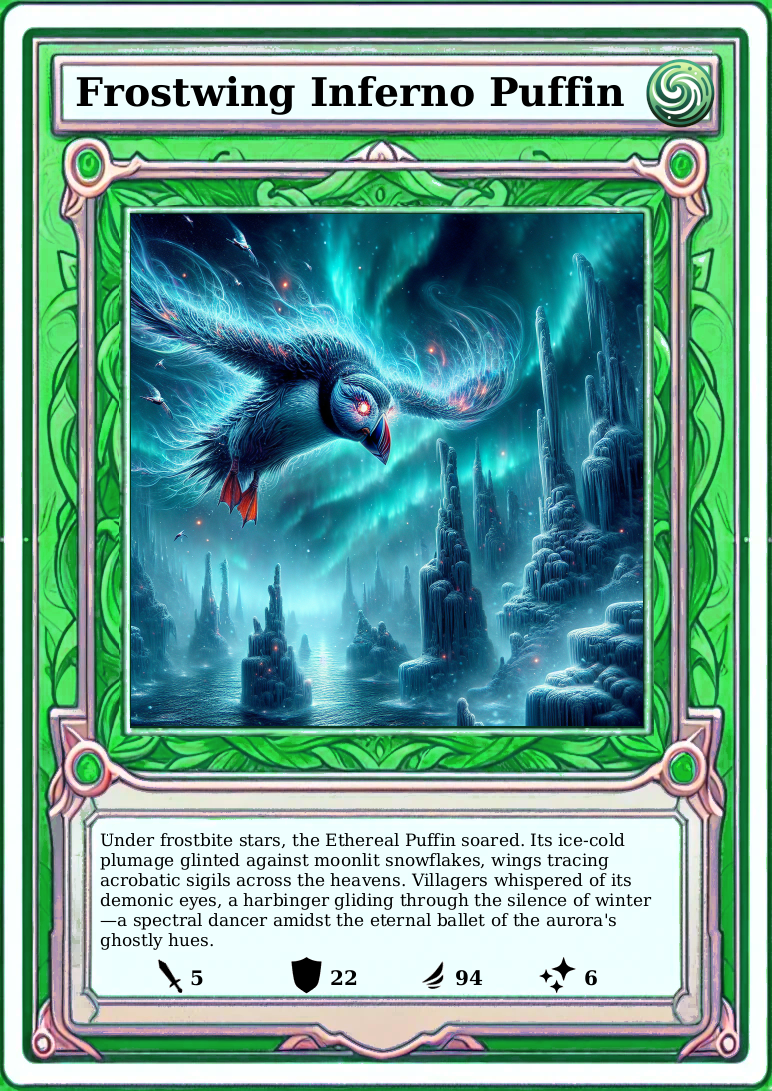 Frostwing Inferno Puffin
Under frostbite stars, the Ethereal Puffin soared. Its ice-cold
plumage glinted against moonlit snowflakes, wings tracing
acrobatic sigils across the heavens. Villagers whispered of its
demonic eyes, a harbinger gliding through the silence of winter
—a spectral dancer amidst the eternal ballet of the aurora's
ghostly hues.
5 22 94 6